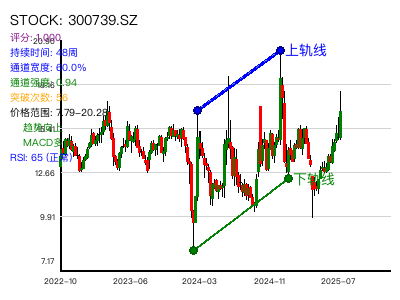 STOCK: 300739.SZ
评分: 1.000
持续时间: 48周
通道宽度: 60.0%
通道强度: 0.94
突破次数:
价格范围: 7.79-20.29
趋势向上
MACD
RSI: 65 (正常)
上轨线
下轨线
12.66
9.91
7.17
2022-10
2023-06
2024-03
2024-11
2025-07